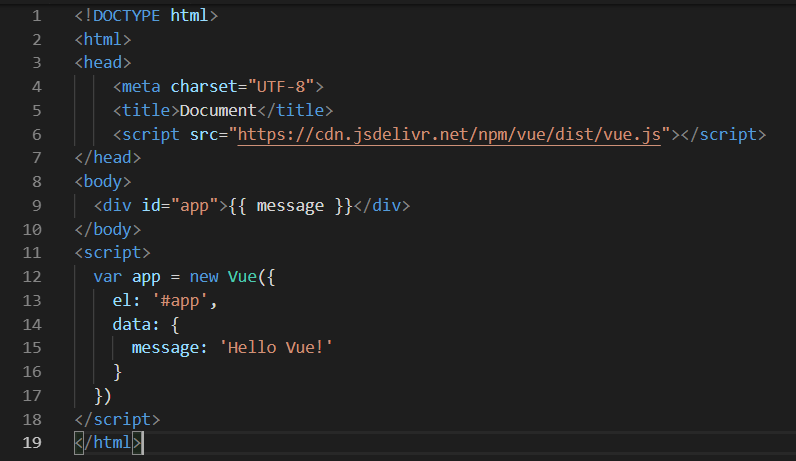 1 <!DOCTYPE html>
2 <html>
3 <head>
4     <meta charset="UTF-8">
5     <title>Document</title>
6     <script src="https://cdn.jsdelivr.net/npm/vue/dist/vue.js"></script>
7 </head>
8 <body>
9   <div id="app">{{ message }}</div>
10 </body>
11 <script>
12   var app = new Vue({
13     el: '#app',
14     data: {
15       message: 'Hello Vue!'
16     }
17   })
18 </script>
19 </html>